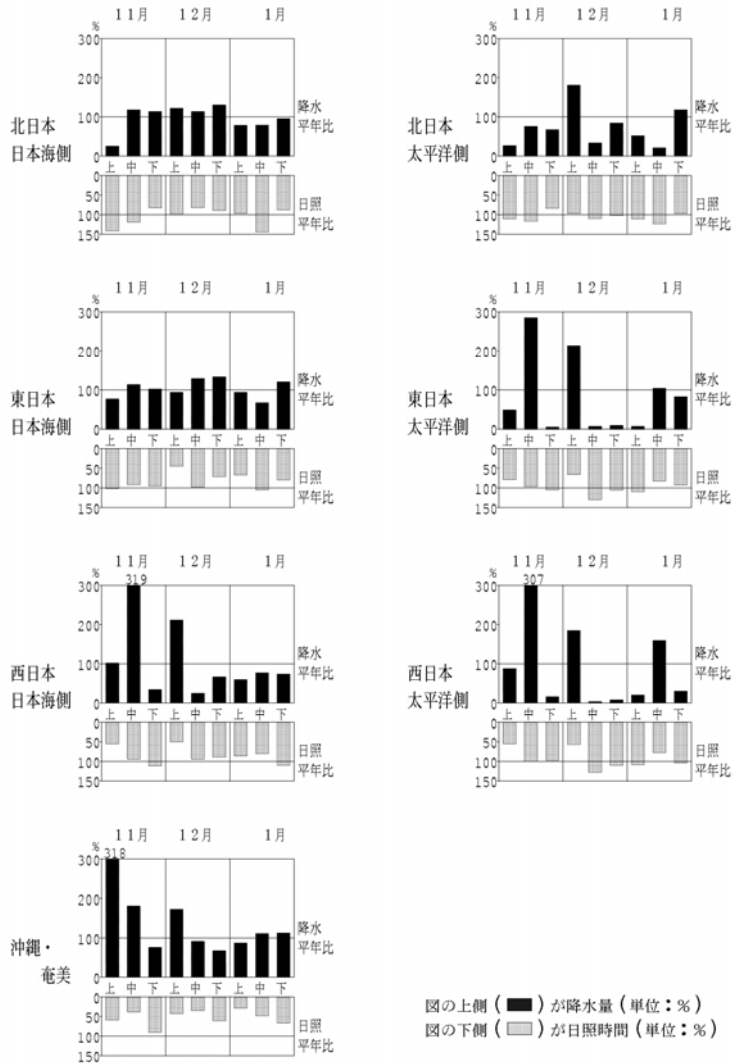 11月 12月 1月
%
300
200
100
0
北日本
日本海側
降水
平年比
上 中 下 上 中 下 上 中 下
0
50
100
150
日照
平年比
11月 12月 1月
%
300
200
100
0
北日本
太平洋側
降水
平年比
上 中 下 上 中 下 上 中 下
0
50
100
150
日照
平年比
11月 12月 1月
%
300
200
100
0
東日本
日本海側
降水
平年比
上 中 下 上 中 下 上 中 下
0
50
100
150
日照
平年比
11月 12月 1月
%
300
200
100
0
東日本
太平洋側
降水
平年比
上 中 下 上 中 下 上 中 下
0
50
100
150
日照
平年比
11月 12月 1月
%
319
300
200
100
0
西日本
日本海側
降水
平年比
上 中 下 上 中 下 上 中 下
0
50
100
150
日照
平年比
11月 12月 1月
%
307
300
200
100
0
西日本
太平洋側
降水
平年比
上 中 下 上 中 下 上 中 下
0
50
100
150
日照
平年比
11月 12月 1月
%
318
300
200
100
0
沖縄・
奄美
降水
平年比
上 中 下 上 中 下 上 中 下
0
50
100
150
日照
平年比
図の上側(■)が降水量(単位:%)
図の下側(　)が日照時間(単位:%)